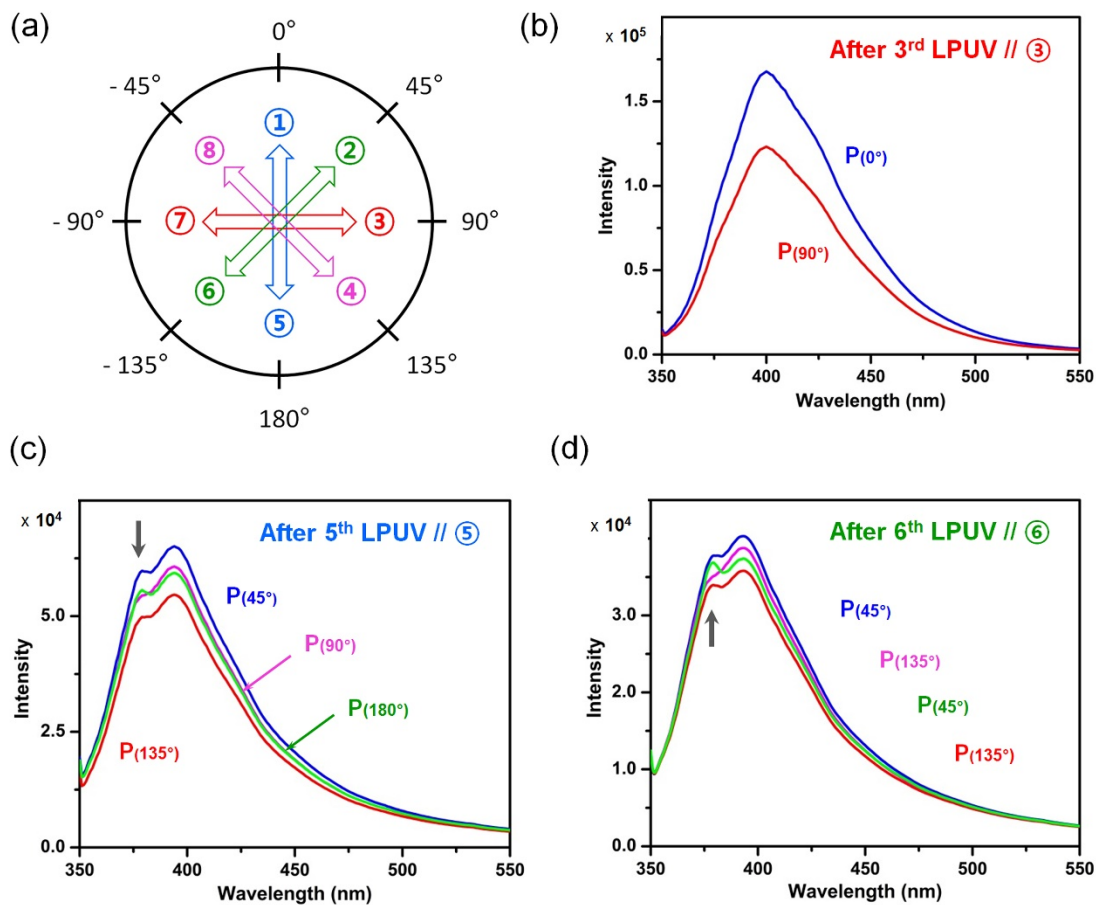 (a)
0°
- 45°
45°
①
⑧
②
- 90°
⑦
③
90°
⑥
④
⑤
- 135°
135°
180°
(b)
x 10⁵
After 3rd LPUV // ③
1.5
1.0
0.5
0.0
Intensity
P(0°)
P(90°)
350
400
450
500
550
Wavelength (nm)
(c)
x 10⁴
After 5th LPUV // ⑤
5.0
2.5
0.0
Intensity
P(45°)
P(90°)
P(180°)
P(135°)
350
400
450
500
550
Wavelength (nm)
(d)
x 10⁴
After 6th LPUV // ⑥
3.0
2.0
1.0
0.0
Intensity
P(45°)
P(135°)
P(45°)
P(135°)
350
400
450
500
550
Wavelength (nm)